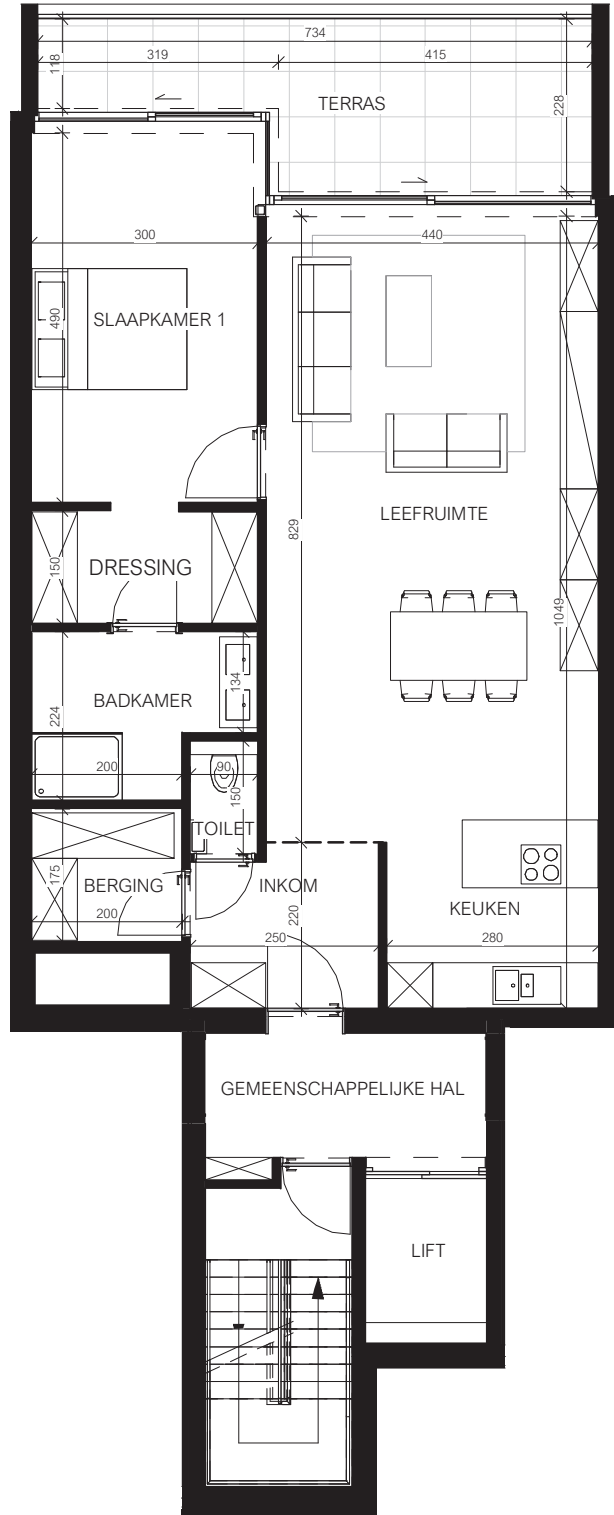 734
319
415
118
TERRAS
228
300
440
490
SLAAPKAMER 1
LEEFRUIMTE
829
DRESSING
150
1049
BADKAMER
134
224
200
90
150
TOILET
175
BERGING
INKOM
KEUKEN
200
220
250
280
GEMEENSCHAPPELIJKE HAL
LIFT